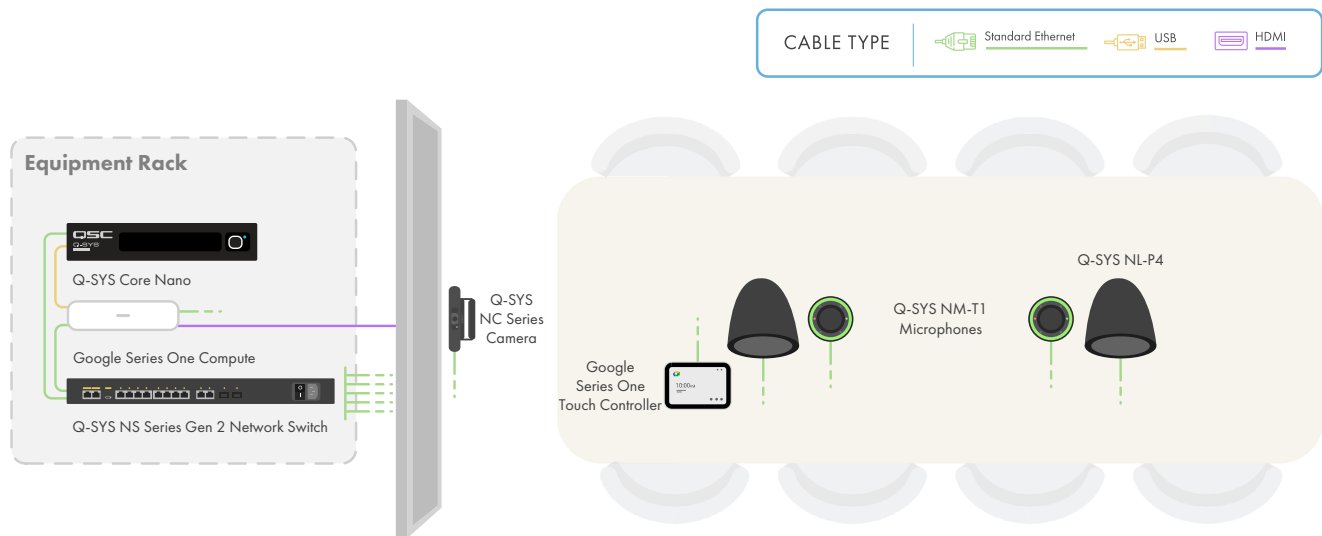 CABLE TYPE
Standard Ethernet
USB
HDMI
Equipment Rack
QSC
Q-SYS
Q-SYS Core Nano
Google Series One Compute
Q-SYS NS Series Gen 2 Network Switch
Q-SYS
NC Series
Camera
Google
Series One
Touch Controller
10:00
Q-SYS NM-T1
Microphones
Q-SYS NL-P4